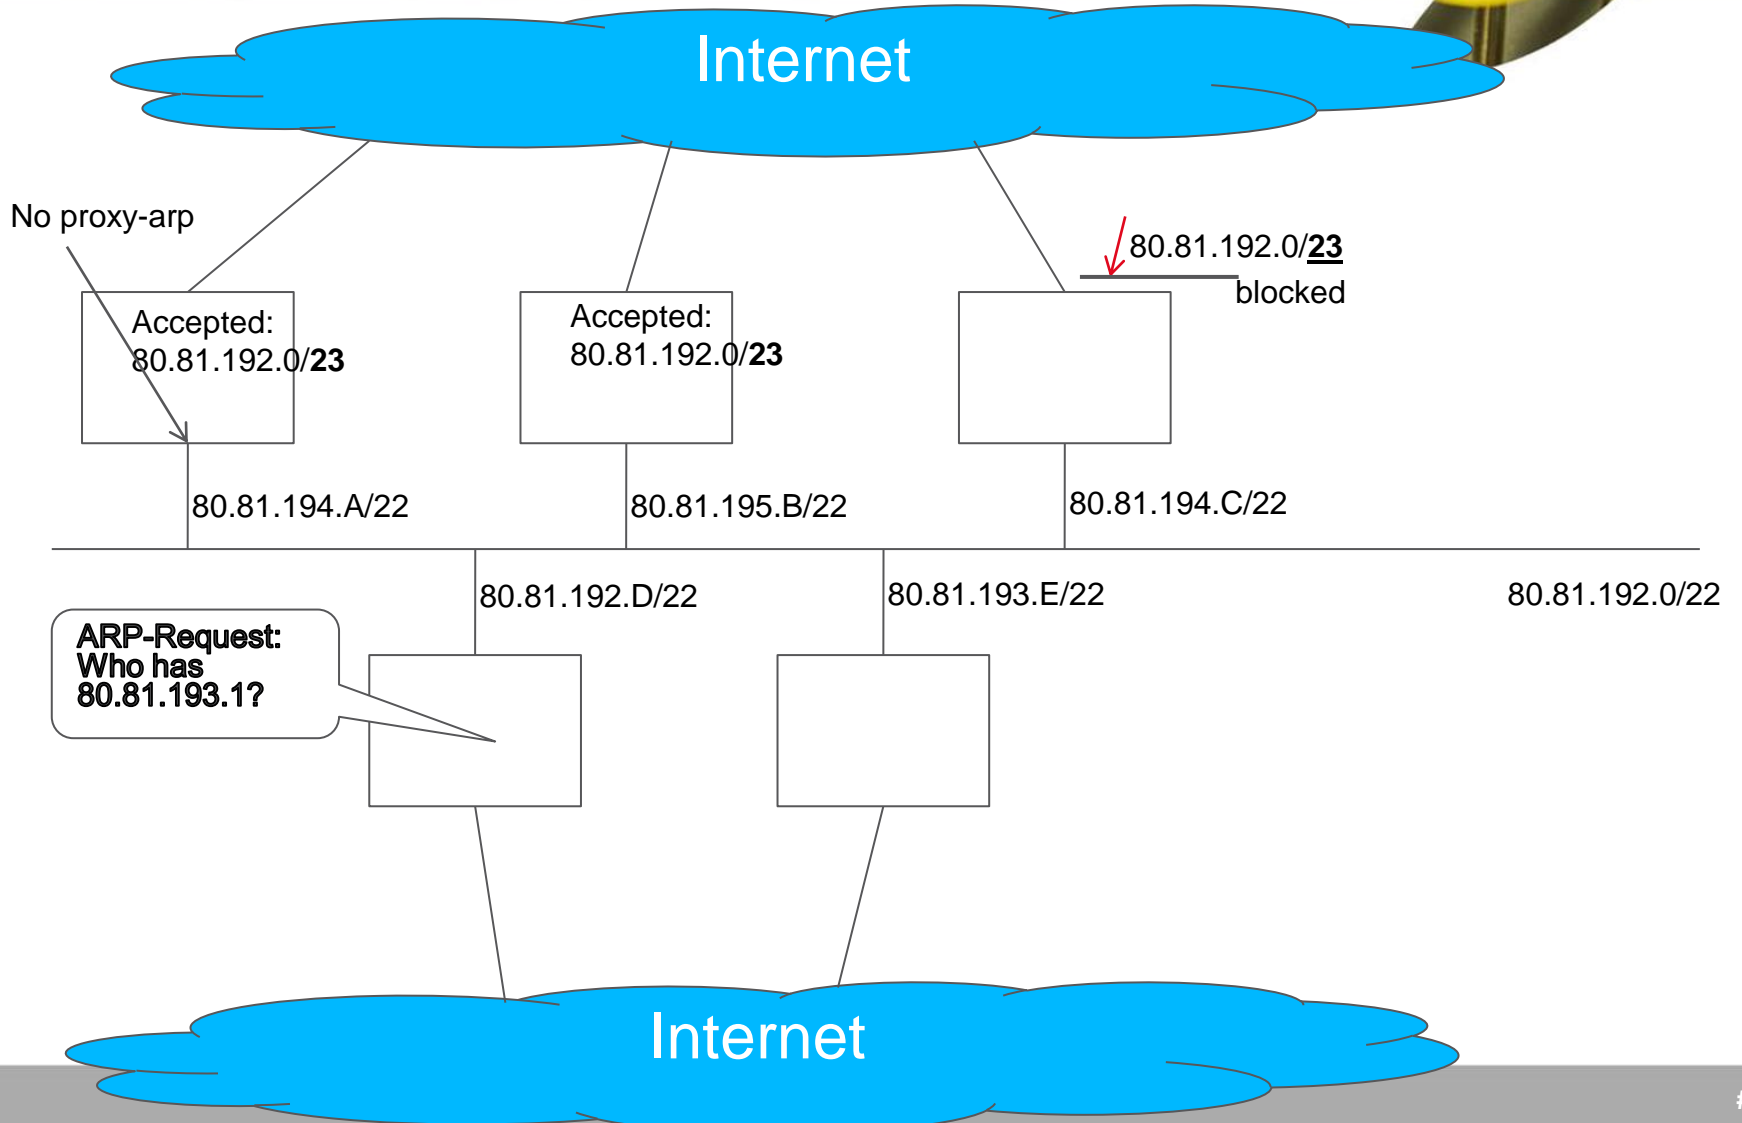 Internet
No proxy-arp
80.81.192.0/23
blocked
Accepted:
80.81.192.0/23
Accepted:
80.81.192.0/23
80.81.194.A/22
80.81.195.B/22
80.81.194.C/22
80.81.192.D/22
80.81.193.E/22
80.81.192.0/22
ARP-Request:
Who has
80.81.193.1?
Internet